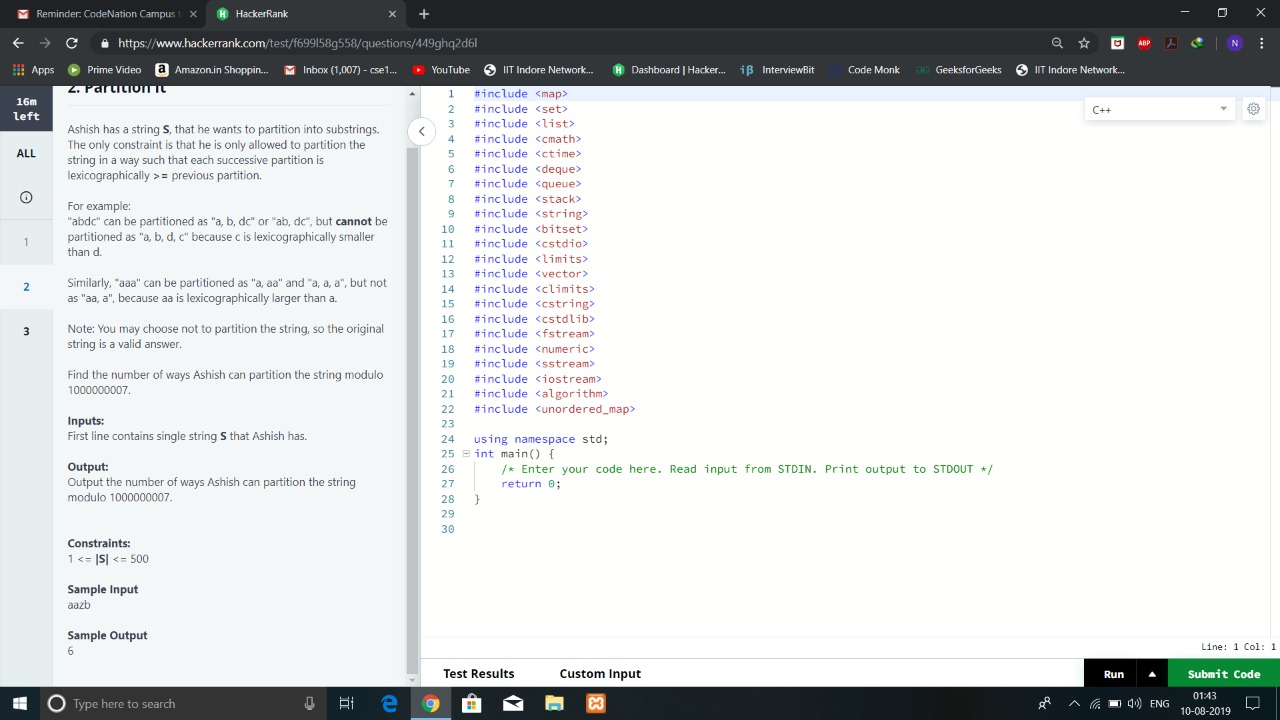 Reminder: CodeNation Campus t
HackerRank
https://www.hackerrank.com/test/f699l58g558/questions/449ghq2d6l
Apps
Prime Video
Amazon.in Shoppin...
Inbox (1,007) - cse1...
YouTube
IIT Indore Network...
Dashboard | Hacker...
InterviewBit
Code Monk
GeeksforGeeks
IIT Indore Network...
ABP
N
16m
left
ALL
1
2
3
2. Partition It
Ashish has a string S, that he wants to partition into substrings.
The only constraint is that he is only allowed to partition the
string in a way such that each successive partition is
lexicographically >= previous partition.
For example:
"abdc" can be partitioned as "a, b, dc" or "ab, dc", but cannot be
partitioned as "a, b, d, c" because c is lexicographically smaller
than d.
Similarly, "aaa" can be partitioned as "a, aa" and "a, a, a", but not
as "aa, a", because aa is lexicographically larger than a.
Note: You may choose not to partition the string, so the original
string is a valid answer.
Find the number of ways Ashish can partition the string modulo
1000000007.
Inputs:
First line contains single string S that Ashish has.
Output:
Output the number of ways Ashish can partition the string
modulo 1000000007.
Constraints:
1 <= |S| <= 500
Sample Input
aazb
Sample Output
6
C++
1 #include <map>
2 #include <set>
3 #include <list>
4 #include <cmath>
5 #include <ctime>
6 #include <deque>
7 #include <queue>
8 #include <stack>
9 #include <string>
10 #include <bitset>
11 #include <cstdio>
12 #include <limits>
13 #include <vector>
14 #include <climits>
15 #include <cstring>
16 #include <cstdlib>
17 #include <fstream>
18 #include <numeric>
19 #include <sstream>
20 #include <iostream>
21 #include <algorithm>
22 #include <unordered_map>
23
24 using namespace std;
25 int main() {
26 /* Enter your code here. Read input from STDIN. Print output to STDOUT */
27 return 0;
28 }
29
30
Line: 1 Col: 1
Test Results
Custom Input
Run
Submit Code
Type here to search
ENG
01:43
10-08-2019